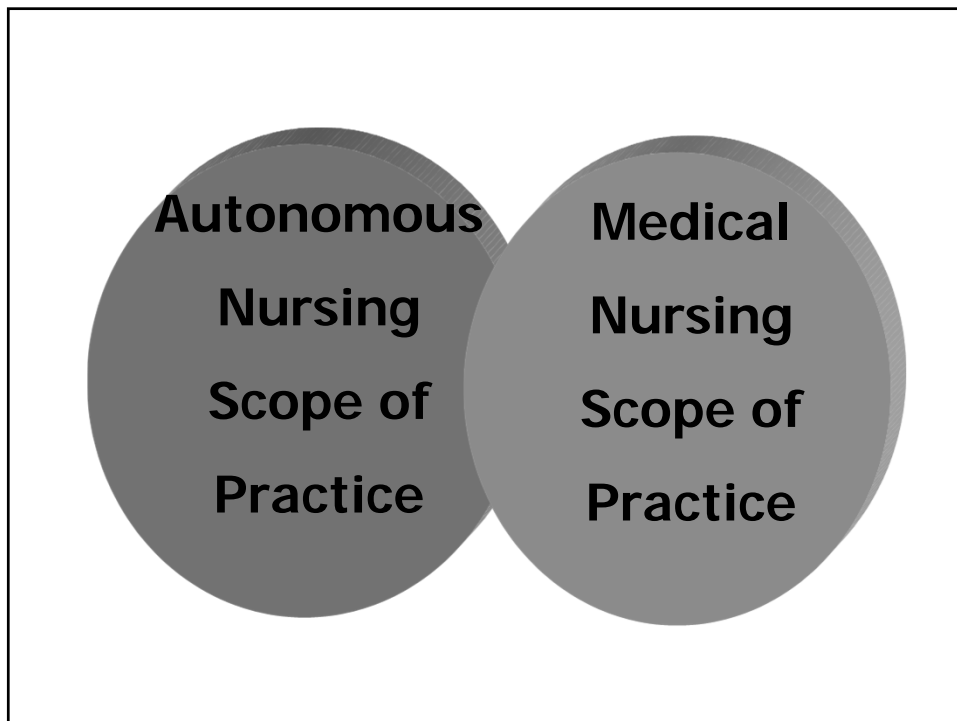 Autonomous
Nursing
Scope of
Practice
Medical
Nursing
Scope of
Practice